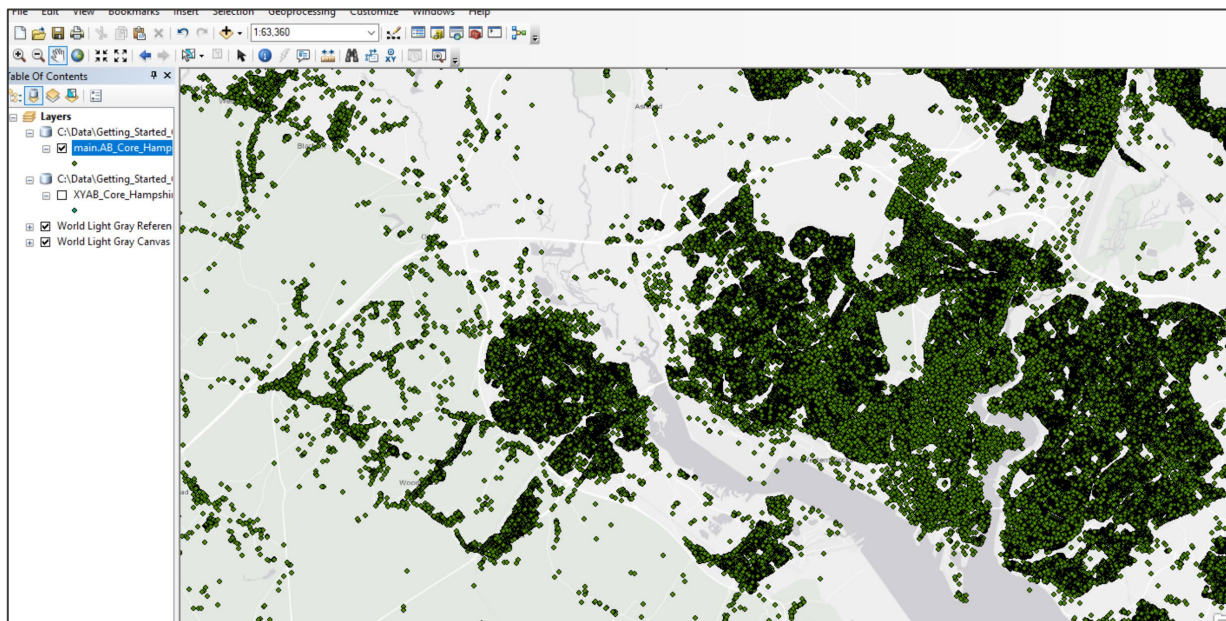 File Edit View Bookmarks Insert Selection Geoprocessing Customize Windows Help
1:63,360
Table Of Contents
Layers
C:\Data\Getting_Started_
main.AB_Core_Hamp
C:\Data\Getting_Started_
XYAB_Core_Hampshir
World Light Gray Referen
World Light Gray Canvas